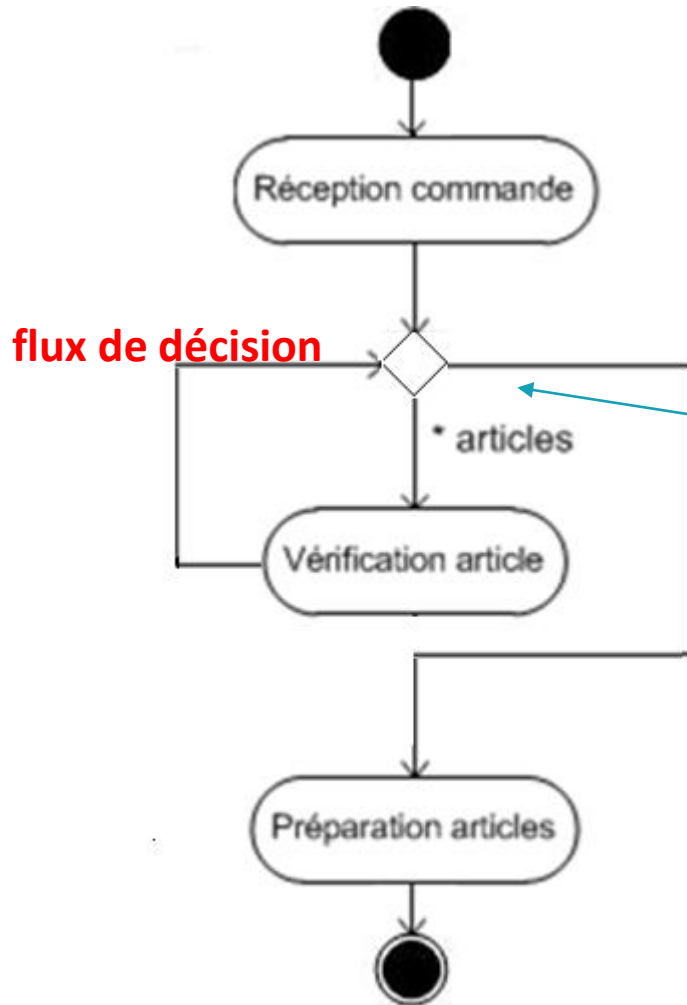 Réception commande
flux de décision
* articles
Vérification article
Préparation articles